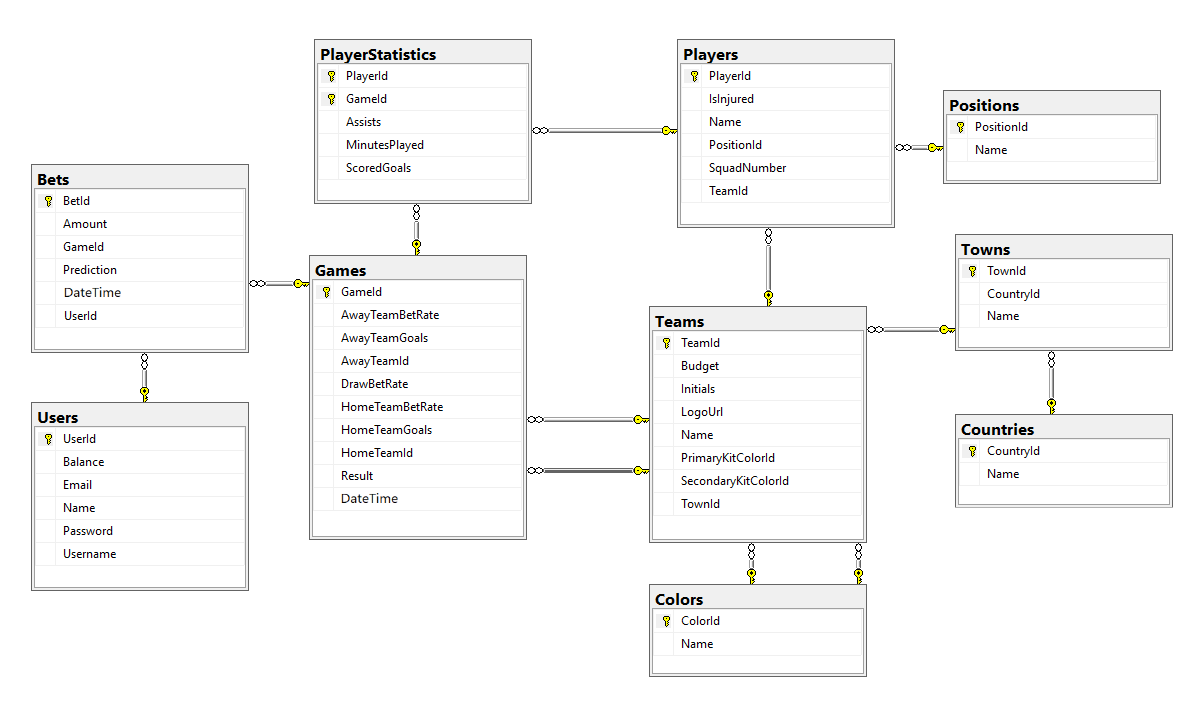 PlayerStatistics
PlayerId
GameId
Assists
MinutesPlayed
ScoredGoals
Players
PlayerId
IsInjured
Name
PositionId
SquadNumber
TeamId
Positions
PositionId
Name
Bets
BetId
Amount
GameId
Prediction
DateTime
UserId
Games
GameId
AwayTeamBetRate
AwayTeamGoals
AwayTeamId
DrawBetRate
HomeTeamBetRate
HomeTeamGoals
HomeTeamId
Result
DateTime
Teams
TeamId
Budget
Initials
LogoUrl
Name
PrimaryKitColorId
SecondaryKitColorId
TownId
Towns
TownId
CountryId
Name
Users
UserId
Balance
Email
Name
Password
Username
Countries
CountryId
Name
Colors
ColorId
Name